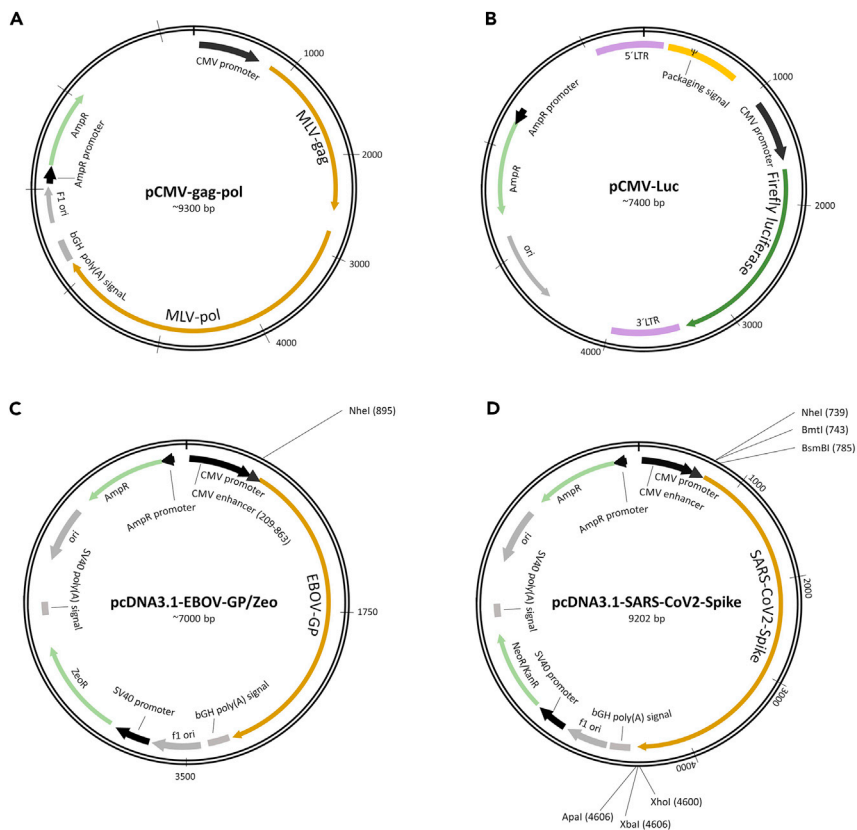 A
CMV promoter
1000
MLV-gag
2000
AmpR
AmpR promoter
pCMV-gag-pol
~9300 bp
F1 ori
bGH poly(A) signaL
3000
MLV-pol
4000
B
5´LTR
Ψ
Packaging signal
1000
AmpR promoter
CMV promoter
AmpR
pCMV-Luc
~7400 bp
Firefly luciferase
2000
ori
3´LTR
3000
4000
C
NheI (895)
CMV promoter
CMV enhancer (209-863)
AmpR
AmpR promoter
ori
SV40 poly(A) signal
pcDNA3.1-EBOV-GP/Zeo
~7000 bp
EBOV-GP
1750
ZeoR
SV40 promoter
bGH poly(A) signal
f1 ori
3500
D
NheI (739)
BmtI (743)
BsmBI (785)
CMV promoter
CMV enhancer
1000
AmpR
AmpR promoter
ori
SV40 poly(A) signal
pcDNA3.1-SARS-CoV2-Spike
9202 bp
SARS-CoV2-Spike
2000
NeoR/KanR
SV40 promoter
bGH poly(A) signal
f1 ori
3000
4000
XhoI (4600)
ApaI (4606)
XbaI (4606)